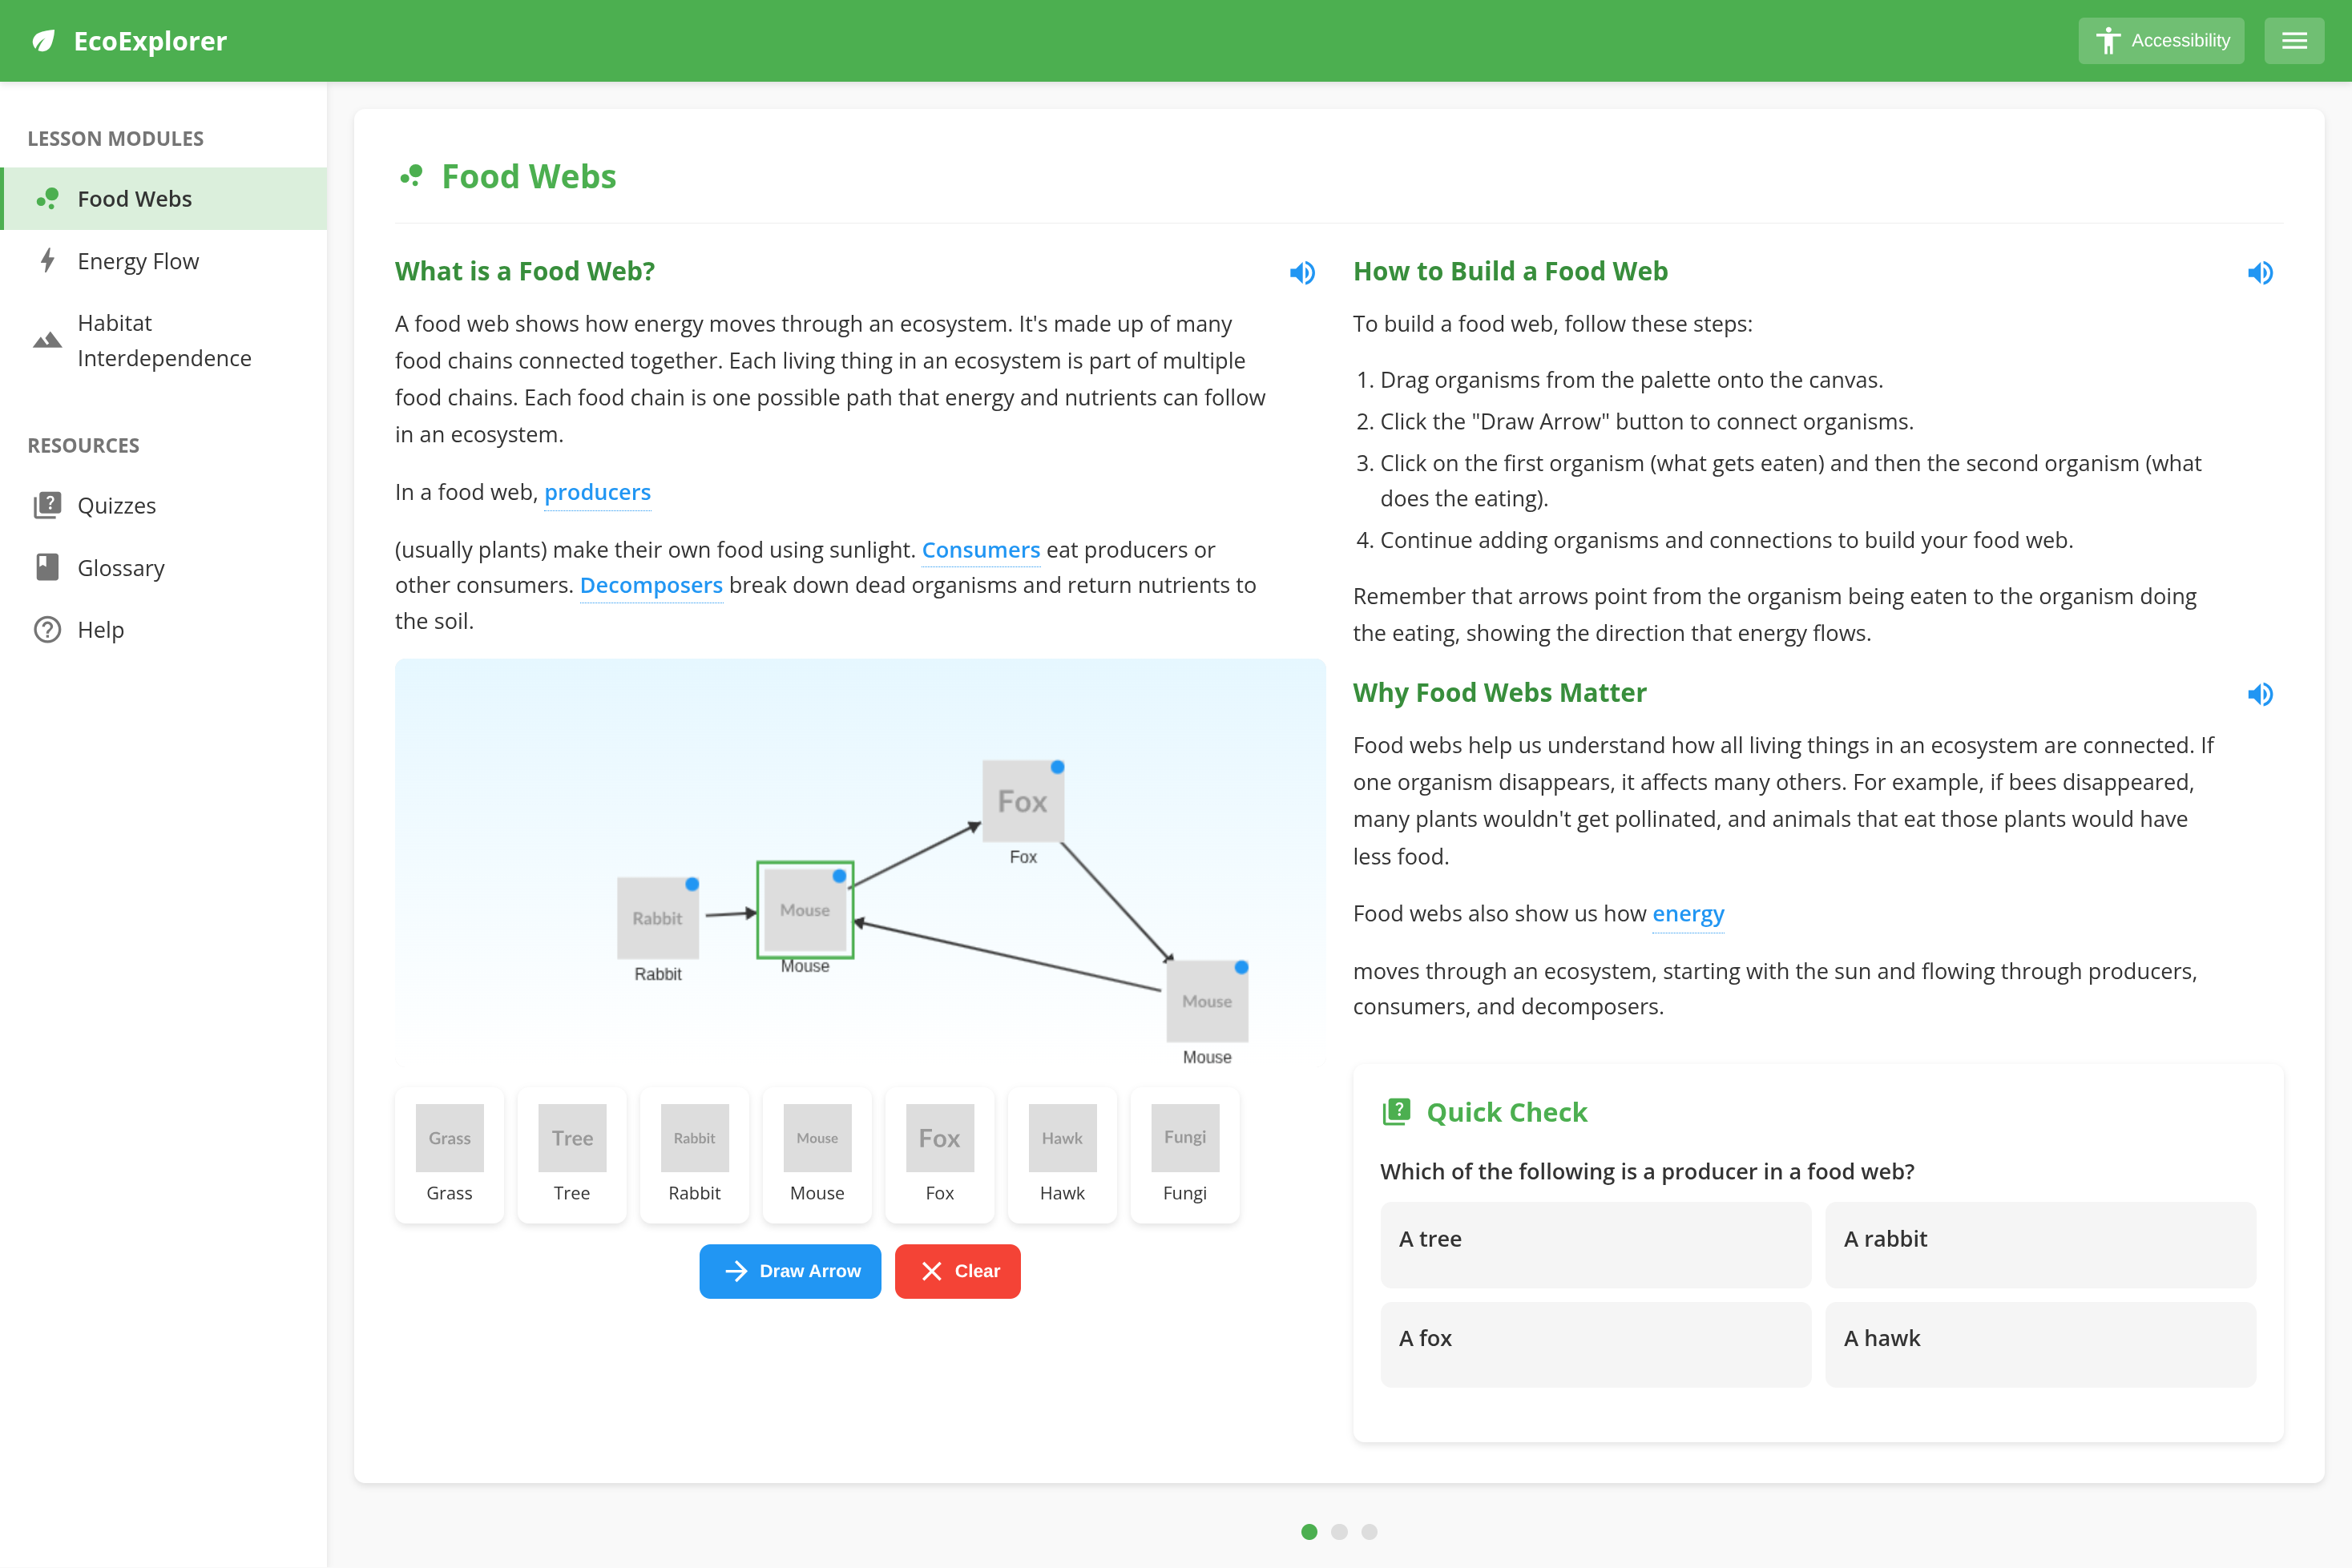 EcoExplorer
Accessibility
LESSON MODULES
Food Webs
Energy Flow
Habitat
Interdependence
RESOURCES
Quizzes
Glossary
Help
Food Webs
What is a Food Web?
A food web shows how energy moves through an ecosystem. It's made up of many
food chains connected together. Each living thing in an ecosystem is part of multiple
food chains. Each food chain is one possible path that energy and nutrients can follow
in an ecosystem.
In a food web, producers
(usually plants) make their own food using sunlight. Consumers eat producers or
other consumers. Decomposers break down dead organisms and return nutrients to
the soil.
Fox
Fox
Rabbit
Rabbit
Mouse
Mouse
Mouse
Mouse
Grass
Tree
Rabbit
Mouse
Fox
Hawk
Fungi
Grass
Tree
Rabbit
Mouse
Fox
Hawk
Fungi
Draw Arrow
Clear
How to Build a Food Web
To build a food web, follow these steps:
1. Drag organisms from the palette onto the canvas.
2. Click the "Draw Arrow" button to connect organisms.
3. Click on the first organism (what gets eaten) and then the second organism (what
does the eating).
4. Continue adding organisms and connections to build your food web.
Remember that arrows point from the organism being eaten to the organism doing
the eating, showing the direction that energy flows.
Why Food Webs Matter
Food webs help us understand how all living things in an ecosystem are connected. If
one organism disappears, it affects many others. For example, if bees disappeared,
many plants wouldn't get pollinated, and animals that eat those plants would have
less food.
Food webs also show us how energy
moves through an ecosystem, starting with the sun and flowing through producers,
consumers, and decomposers.
Quick Check
Which of the following is a producer in a food web?
A tree
A rabbit
A fox
A hawk